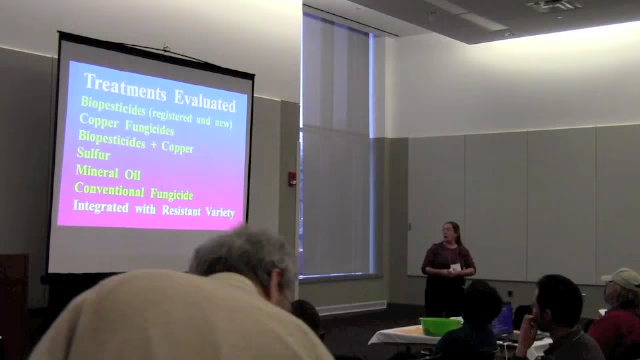 Treatments Evaluated
Biopesticides (registered and new)
Copper Fungicides
Biopesticides + Copper
Sulfur
Mineral Oil
Conventional Fungicide
Integrated with Resistant Variety